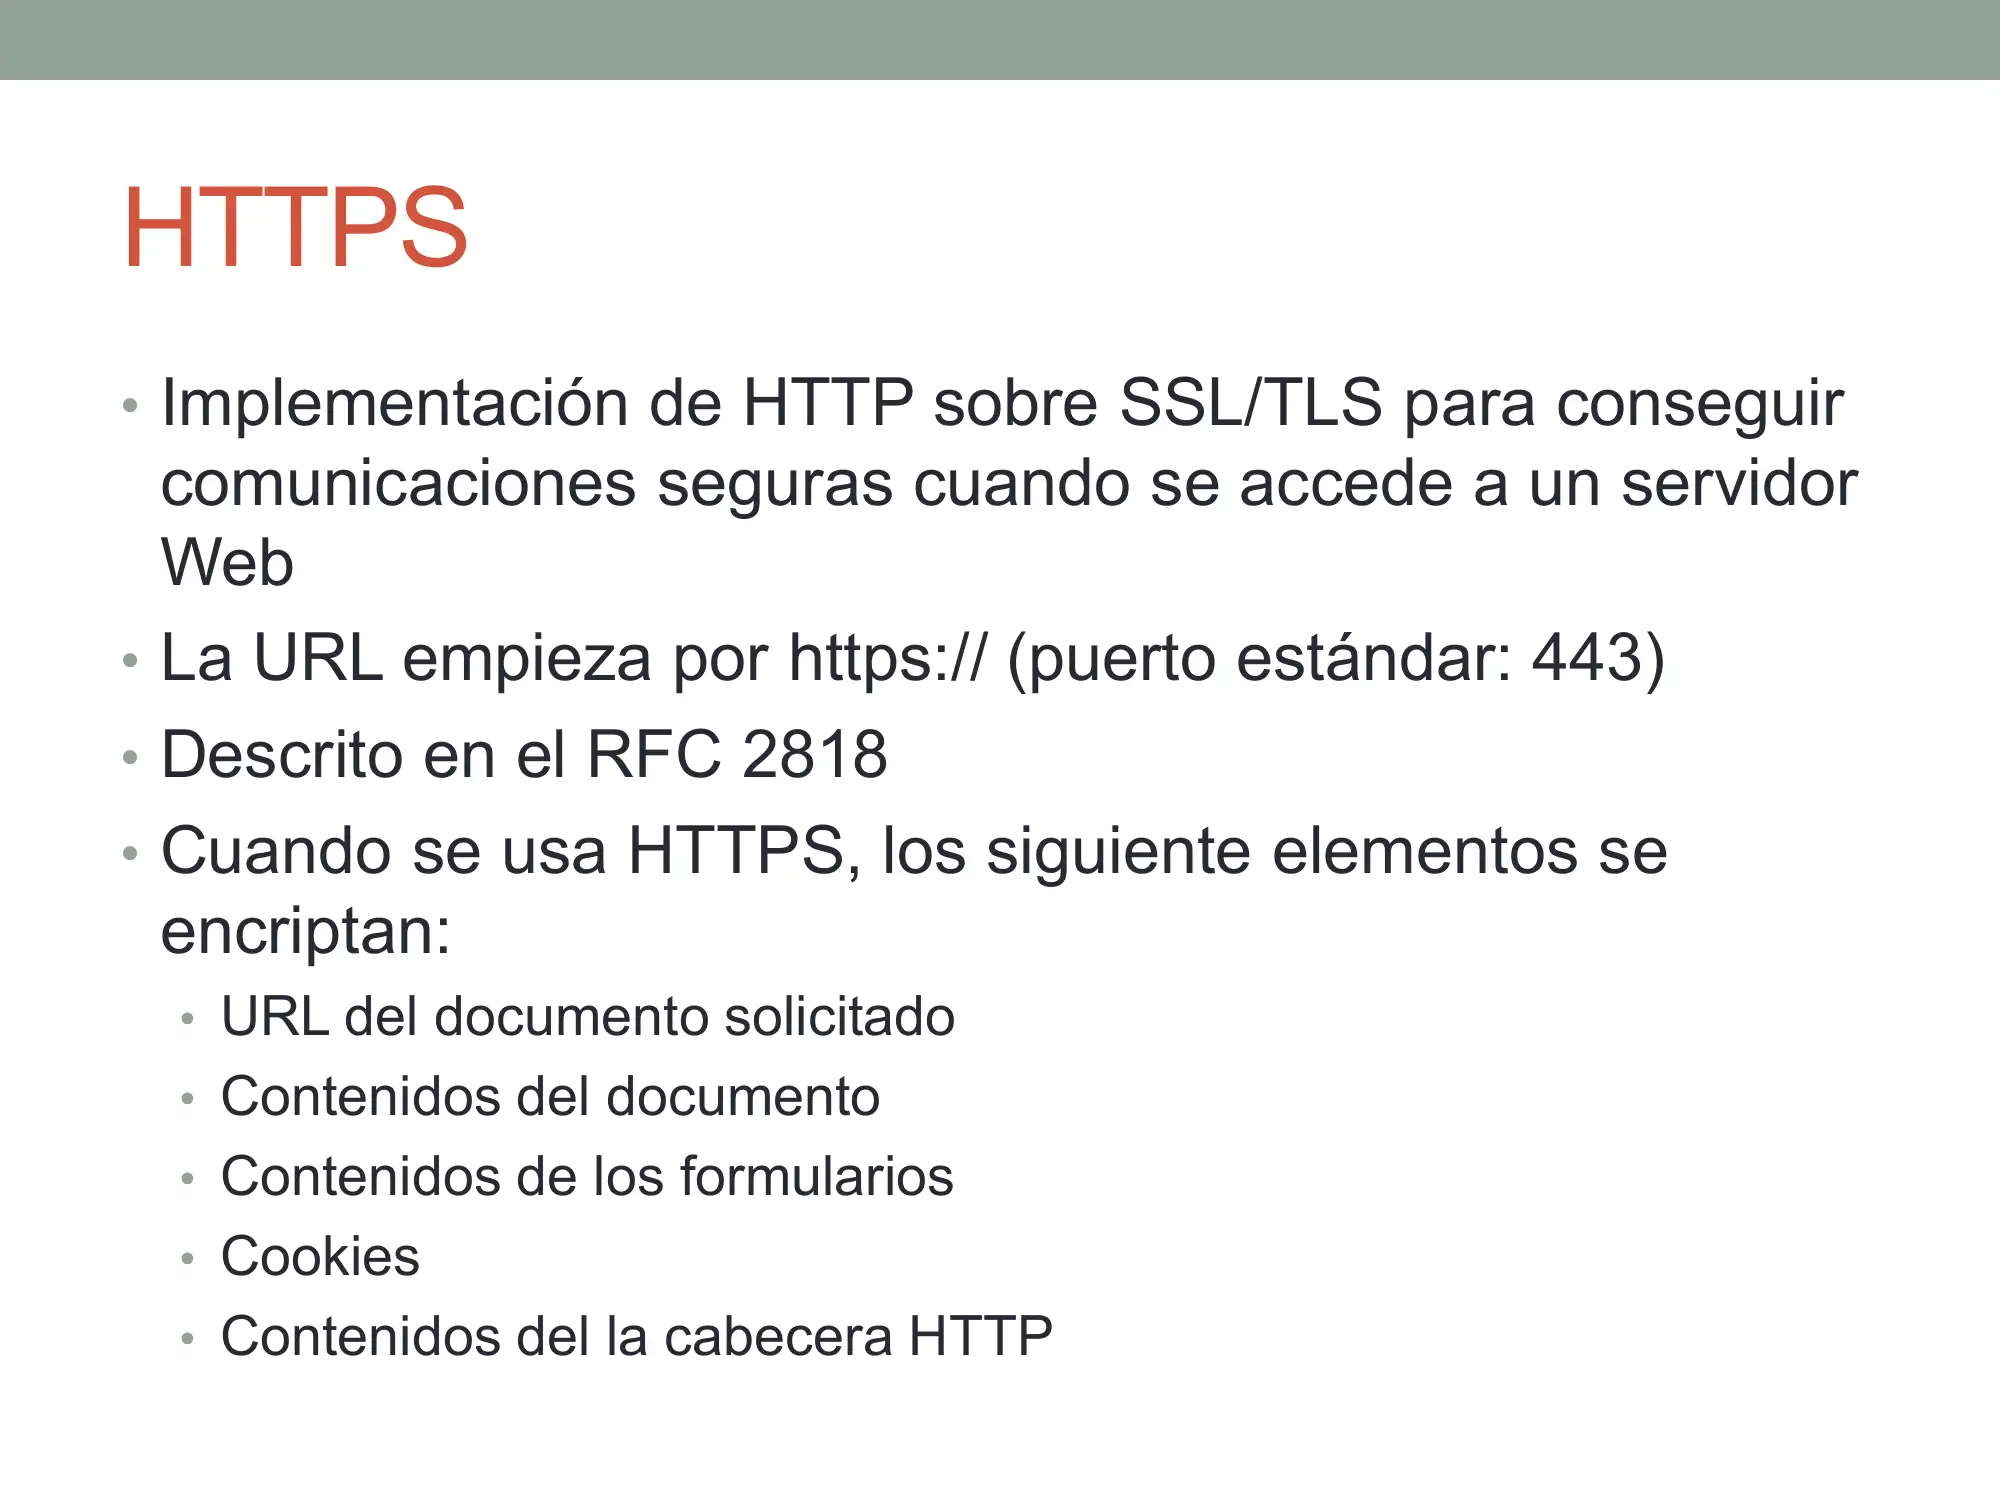 HTTPS
• Implementación de HTTP sobre SSL/TLS para conseguir
comunicaciones seguras cuando se accede a un servidor
Web
• La URL empieza por https:// (puerto estándar: 443)
• Descrito en el RFC 2818
• Cuando se usa HTTPS, los siguiente elementos se
encriptan:
• URL del documento solicitado
• Contenidos del documento
• Contenidos de los formularios
• Cookies
• Contenidos del la cabecera HTTP